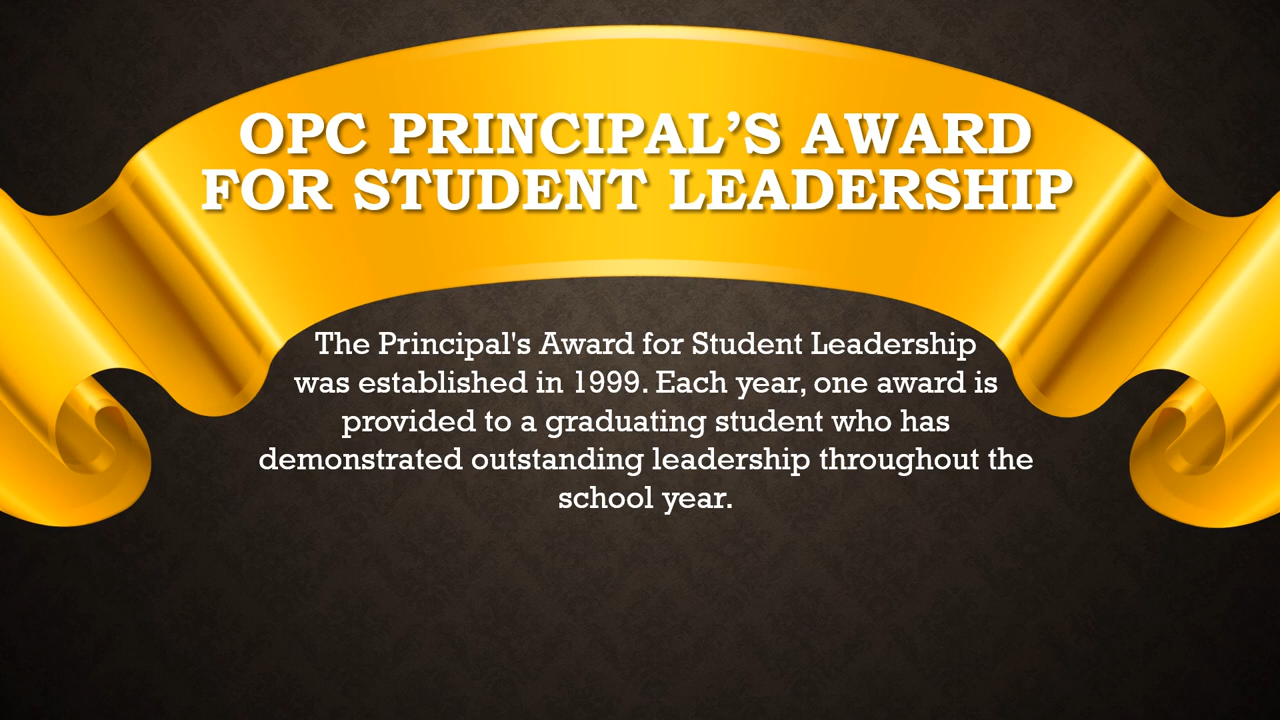 OPC PRINCIPAL’S AWARD
FOR STUDENT LEADERSHIP
The Principal's Award for Student Leadership
was established in 1999. Each year, one award is
provided to a graduating student who has
demonstrated outstanding leadership throughout the
school year.